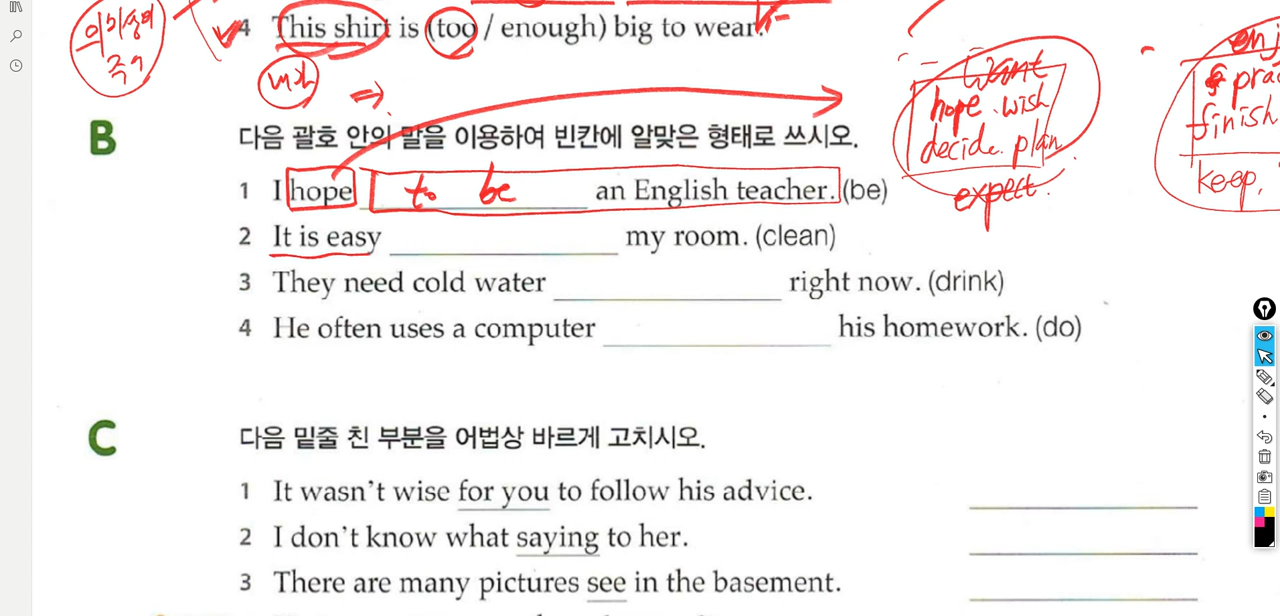 의미상의
주어
4 This shirt is (too / enough) big to wear.
버거
want
hope . wish
decide . plan
expect.
enj
prac
finish
keep,
B 다음 괄호 안의 말을 이용하여 빈칸에 알맞은 형태로 쓰시오.
1 I hope to be an English teacher. (be)
2 It is easy my room. (clean)
3 They need cold water right now. (drink)
4 He often uses a computer his homework. (do)
C 다음 밑줄 친 부분을 어법상 바르게 고치시오.
1 It wasn't wise for you to follow his advice.
2 I don't know what saying to her.
3 There are many pictures see in the basement.